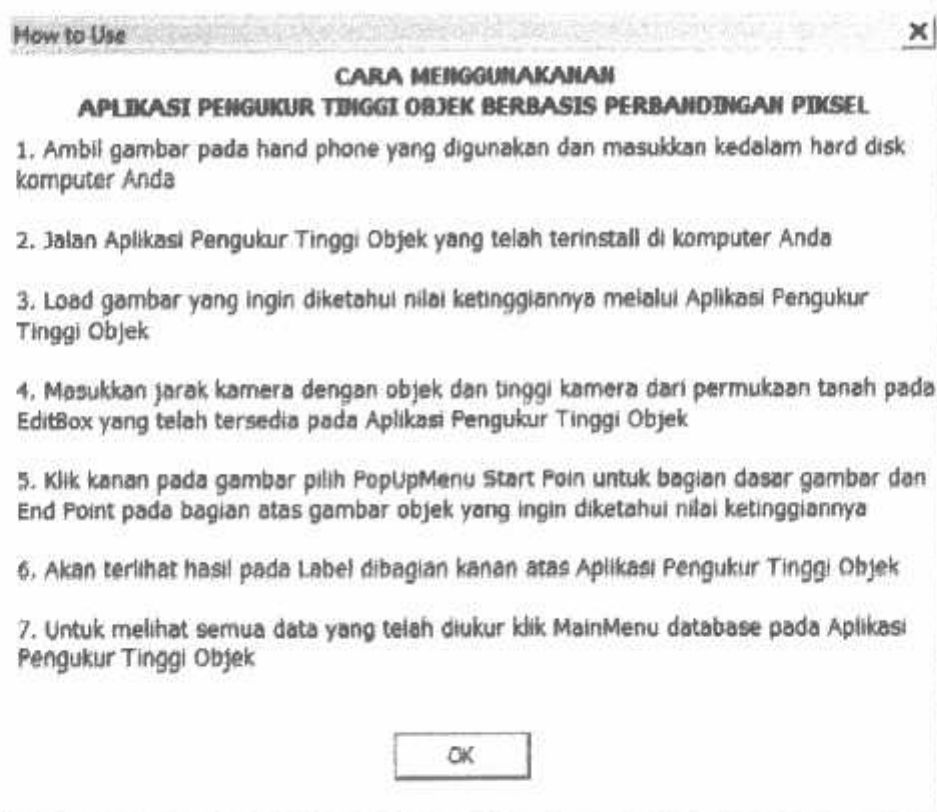 How to Use
CARA MENGGUNAKANAN
APLIKASI PENGUKUR TINGGI OBJEK BERBASIS PERBANDINGAN PIKSEL
1. Ambil gambar pada hand phone yang digunakan dan masukkan kedalam hard disk
komputer Anda
2. Jalan Aplikasi Pengukur Tinggi Objek yang telah terinstall di komputer Anda
3. Load gambar yang ingin diketahui nilai ketinggiannya melalui Aplikasi Pengukur
Tinggi Objek
4. Masukkan jarak kamera dengan objek dan tinggi kamera dari permukaan tanah pada
EditBox yang telah tersedia pada Aplikasi Pengukur Tinggi Objek
5. Klik kanan pada gambar pilih PopUpMenu Start Poin untuk bagian dasar gambar dan
End Point pada bagian atas gambar objek yang ingin diketahui nilai ketinggiannya
6. Akan terlihat hasil pada Label dibagian kanan atas Aplikasi Pengukur Tinggi Objek
7. Untuk melihat semua data yang telah diukur klik MainMenu database pada Aplikasi
Pengukur Tinggi Objek
OK